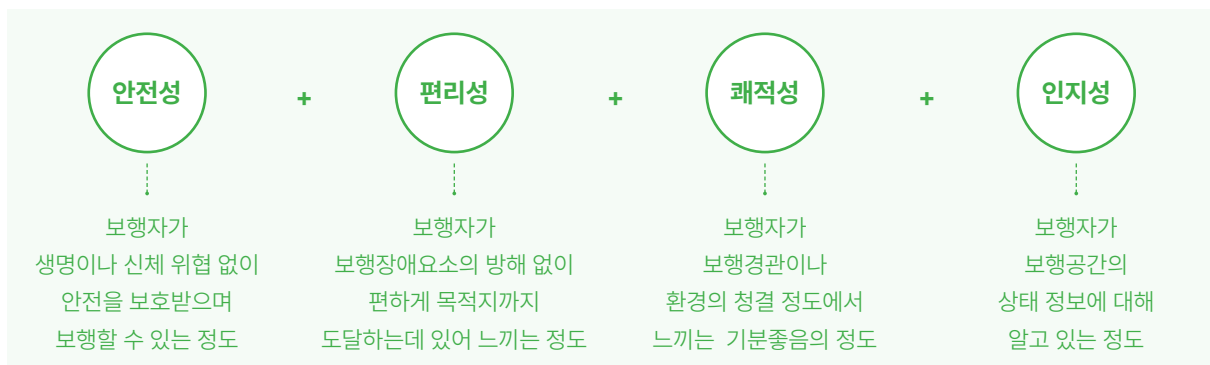 안전성
+
편리성
+
쾌적성
+
인지성
보행자가
생명이나 신체 위협 없이
안전을 보호받으며
보행할 수 있는 정도
보행자가
보행장애요소의 방해 없이
편하게 목적지까지
도달하는데 있어 느끼는 정도
보행자가
보행경관이나
환경의 청결 정도에서
느끼는 기분좋음의 정도
보행자가
보행공간의
상태 정보에 대해
알고 있는 정도